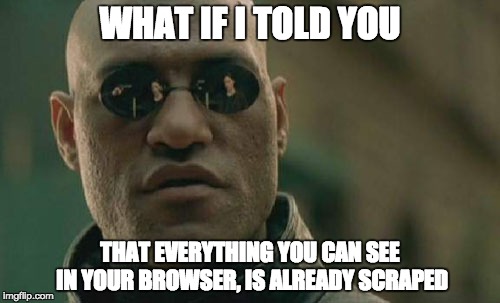 WHAT IF I TOLD YOU
THAT EVERYTHING YOU CAN SEE
IN YOUR BROWSER, IS ALREADY SCRAPED
imgflip.com